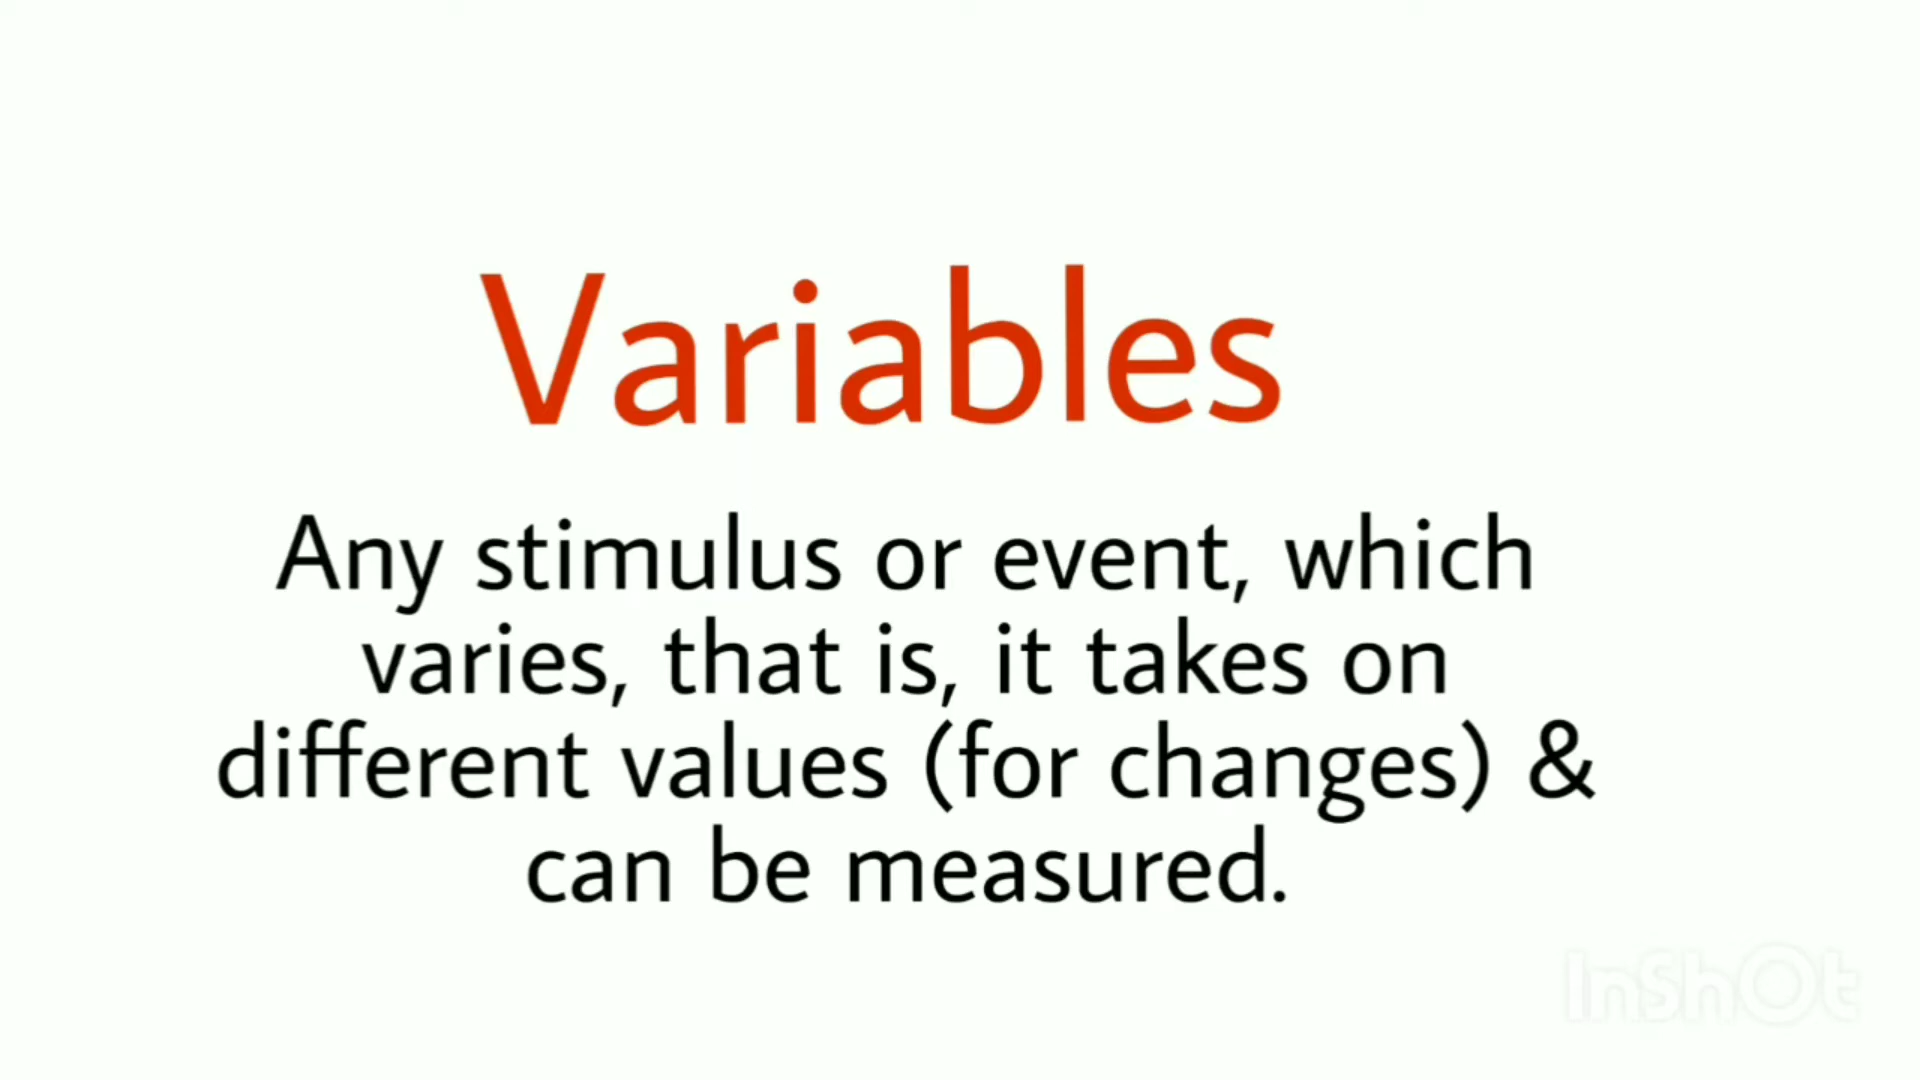 Variables
Any stimulus or event, which
varies, that is, it takes on
different values (for changes) &
can be measured.
InShOt